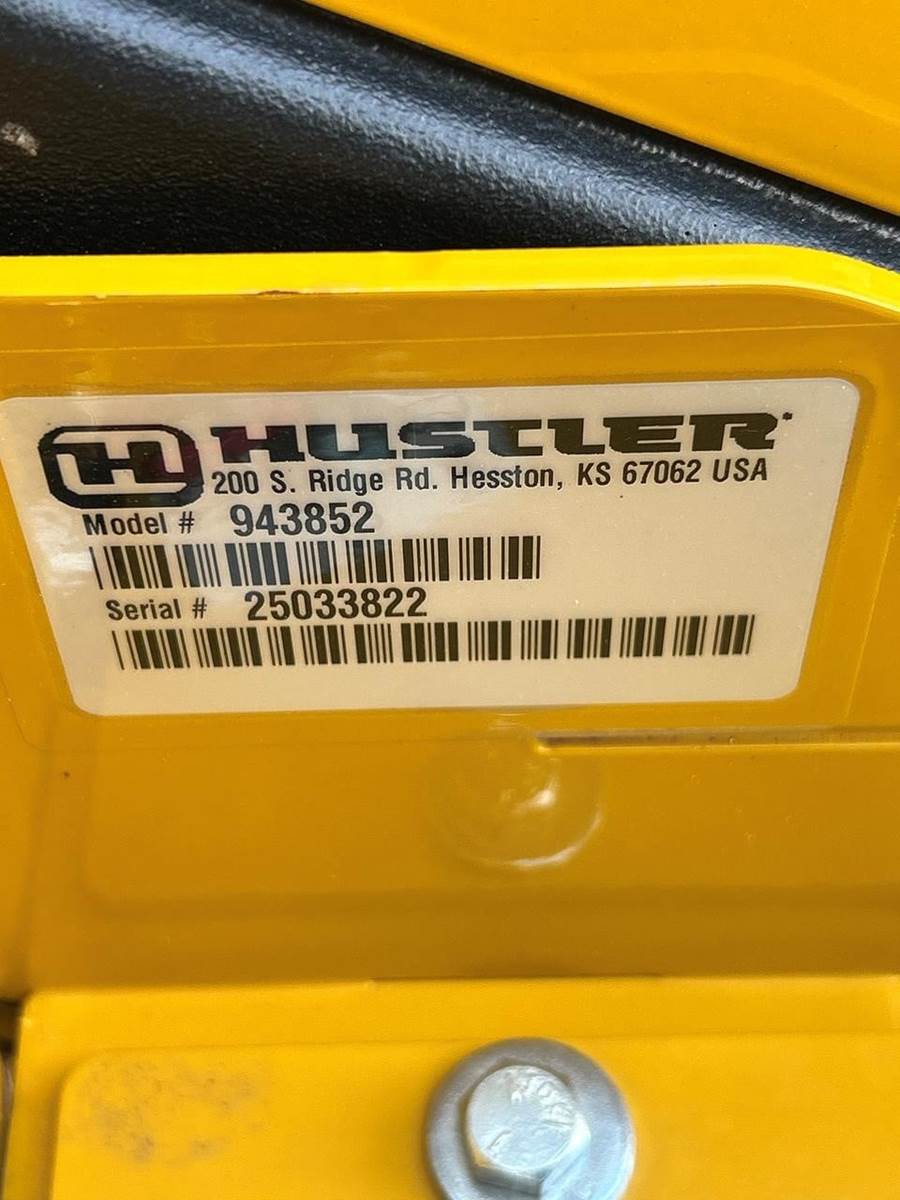 H HUSTLER
200 S. Ridge Rd. Hesston, KS 67062 USA
Model # 943852
Serial # 25033822